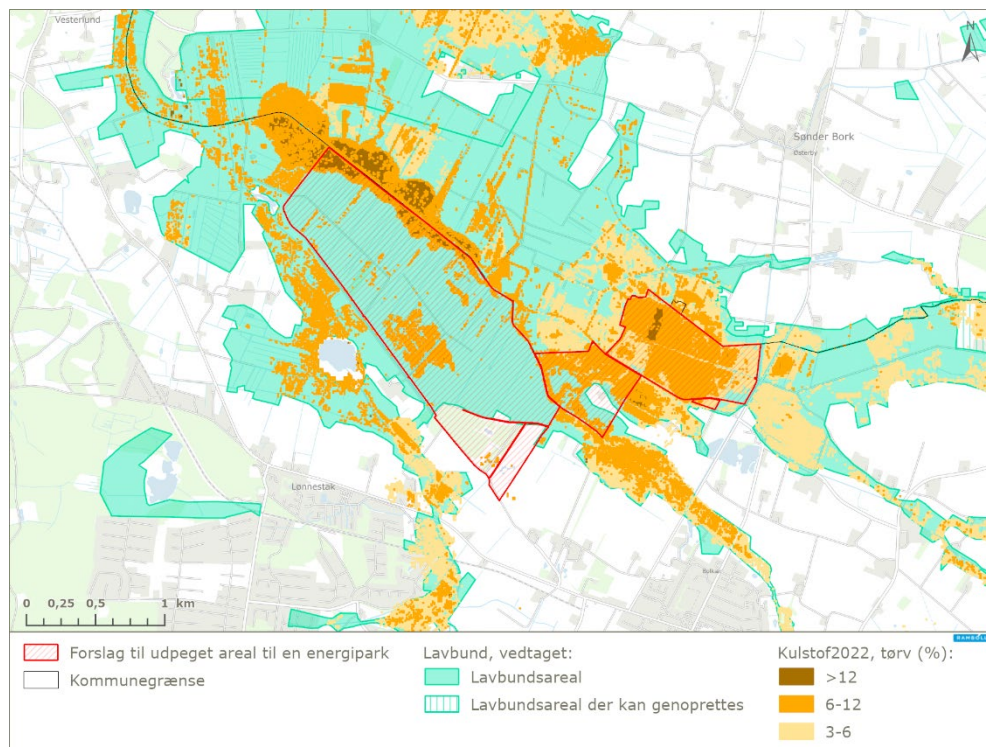 Vesterlund
N
Sønder Bork
Østerby
Lønnestak
0 0,25 0,5 1 km
RAMBOLL
Forslag til udpeget areal til en energipark
Kommunegrænse
Lavbund, vedtaget:
Lavbundsareal
Lavbundsareal der kan genoprettes
Kulstof2022, tørv (%):
>12
6-12
3-6